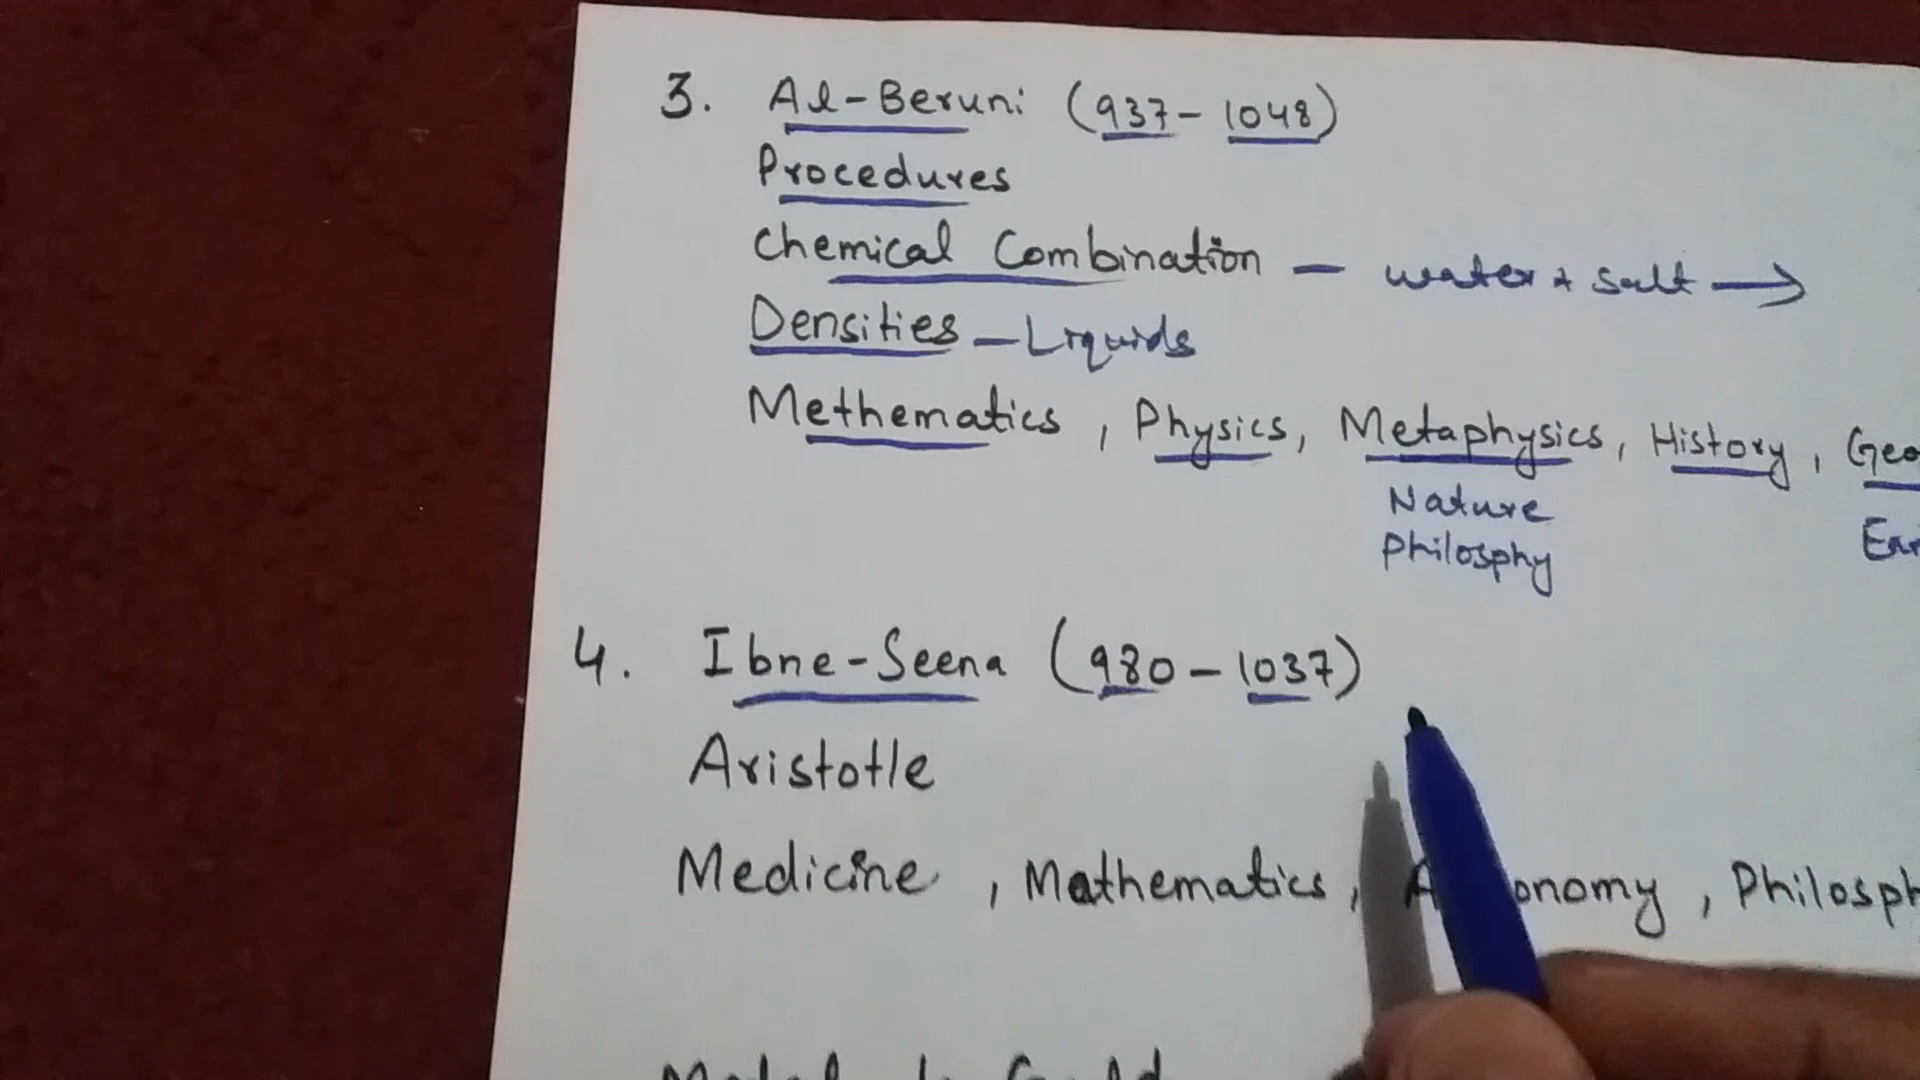 3. Al-Beruni (937-1048)
Procedures
Chemical Combination - water + salt →
Densities - Liquids
Methematics , Physics, Metaphysics, History, Geo
Nature
Philosphy
4. Ibne-Seena (980-1037)
Aristotle
Medicine , Mathematics, A onomy, Philosph